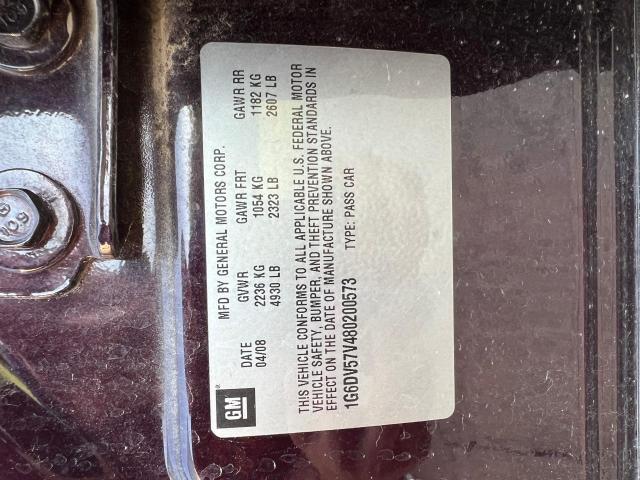 GM
MFD BY GENERAL MOTORS CORP.
DATE GVWR GAWR FRT GAWR RR
04/08 2236 KG 1054 KG 1182 KG
4930 LB 2323 LB 2607 LB
THIS VEHICLE CONFORMS TO ALL APPLICABLE U.S. FEDERAL MOTOR
VEHICLE SAFETY, BUMPER, AND THEFT PREVENTION STANDARDS IN
EFFECT ON THE DATE OF MANUFACTURE SHOWN ABOVE.
1G6DV57V480200573 TYPE: PASS CAR